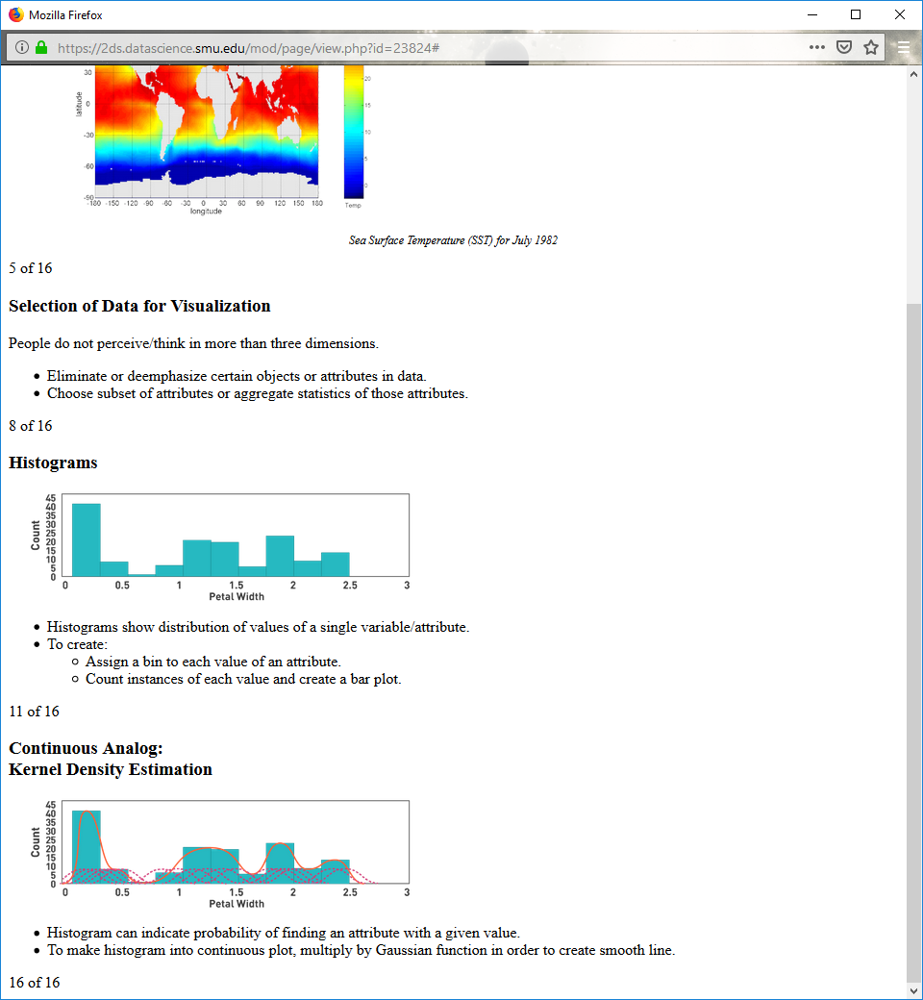 Mozilla Firefox
https://2ds.datascience.smu.edu/mod/page/view.php?id=23824#
30
0
-30
-60
-90
latitude
-180 -150 -120 -90 -60 -30 0 30 60 90 120 150 180
longitude
20
15
10
5
0
Temp
Sea Surface Temperature (SST) for July 1982
5 of 16
Selection of Data for Visualization
People do not perceive/think in more than three dimensions.
• Eliminate or deemphasize certain objects or attributes in data.
• Choose subset of attributes or aggregate statistics of those attributes.
8 of 16
Histograms
45
40
35
30
25
20
15
10
5
0
Count
0 0.5 1 1.5 2 2.5 3
Petal Width
• Histograms show distribution of values of a single variable/attribute.
• To create:
○ Assign a bin to each value of an attribute.
○ Count instances of each value and create a bar plot.
11 of 16
Continuous Analog:
Kernel Density Estimation
45
40
35
30
25
20
15
10
5
0
Count
0 0.5 1 1.5 2 2.5 3
Petal Width
• Histogram can indicate probability of finding an attribute with a given value.
• To make histogram into continuous plot, multiply by Gaussian function in order to create smooth line.
16 of 16